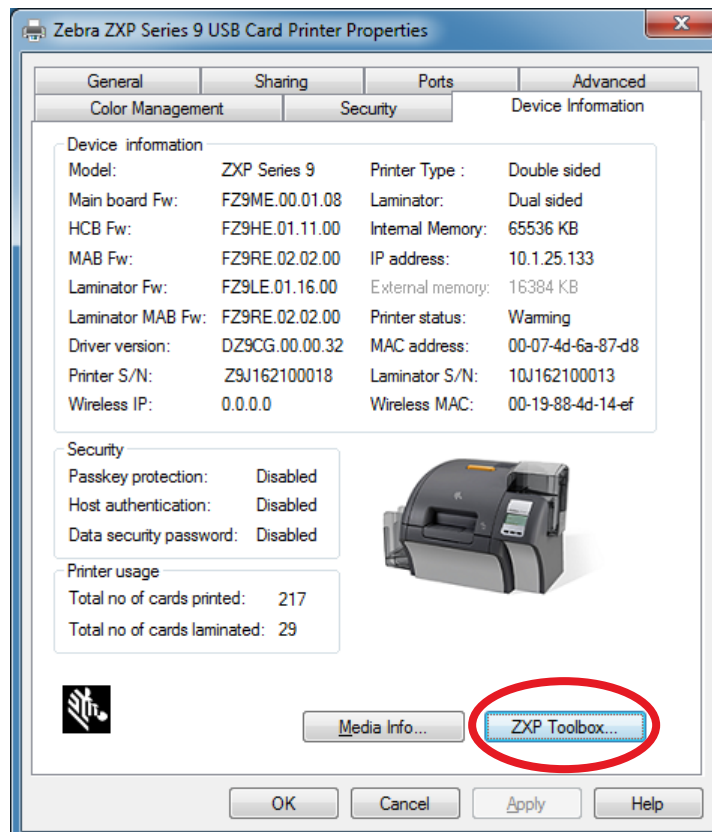 Zebra ZXP Series 9 USB Card Printer Properties
General Sharing Ports Advanced
Color Management Security Device Information
Device information
Model: ZXP Series 9 Printer Type : Double sided
Main board Fw: FZ9ME.00.01.08 Laminator: Dual sided
HCB Fw: FZ9HE.01.11.00 Internal Memory: 65536 KB
MAB Fw: FZ9RE.02.02.00 IP address: 10.1.25.133
Laminator Fw: FZ9LE.01.16.00 External memory: 16384 KB
Laminator MAB Fw: FZ9RE.02.02.00 Printer status: Warming
Driver version: DZ9CG.00.00.32 MAC address: 00-07-4d-6a-87-d8
Printer S/N: Z9J162100018 Laminator S/N: 10J162100013
Wireless IP: 0.0.0.0 Wireless MAC: 00-19-88-4d-14-ef
Security
Passkey protection: Disabled
Host authentication: Disabled
Data security password: Disabled
Printer usage
Total no of cards printed: 217
Total no of cards laminated: 29
Media Info... ZXP Toolbox...
OK Cancel Apply Help